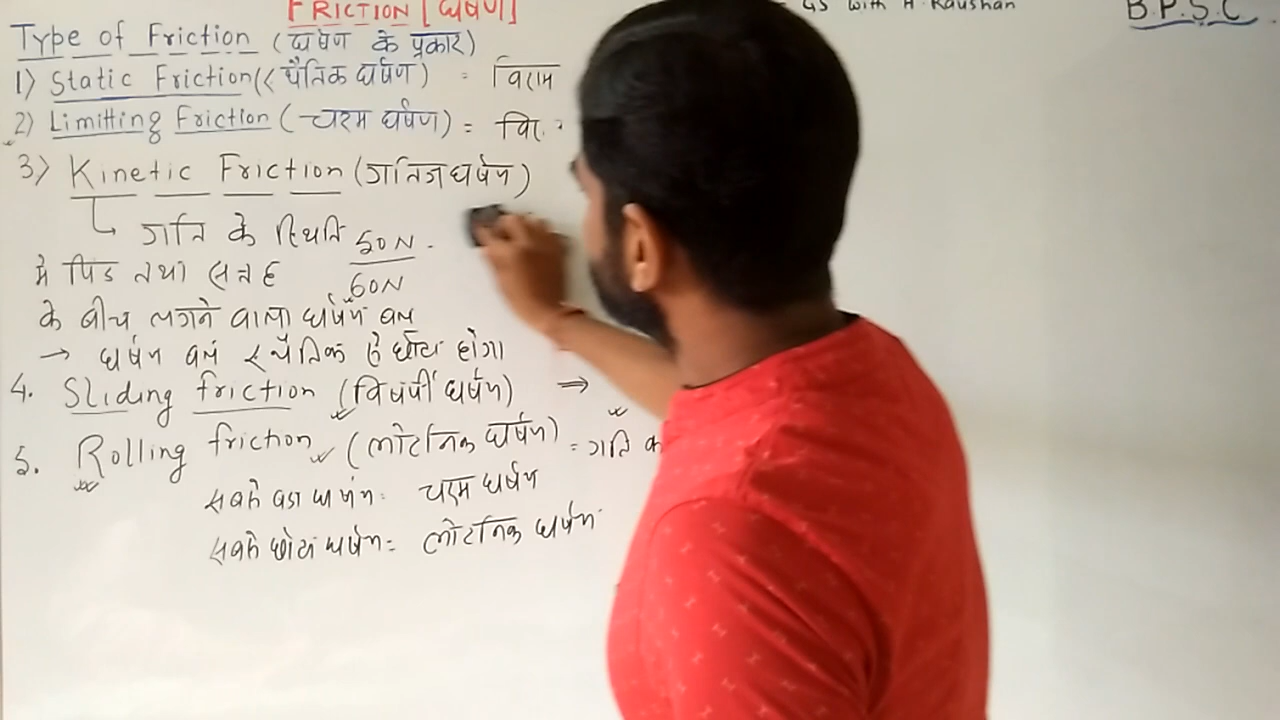 FRICTION [घर्षण]
GS with A. Raushan
B.P.S.C
Type of Friction (घर्षण के प्रकार)
1) Static Friction (स्थैतिक घर्षण) = विराम
2) Limitting Friction (चरम घर्षण) = वि
3) Kinetic Friction (गतिज घर्षण)
गति के स्थिति 50N
मे पिंड तथा सतह 60N
के बीच लगने वाला घर्षण बल
→ घर्षण बल स्थैतिक से छोटा होगा
4. Sliding friction (विसर्पी घर्षण) ⇒
5. Rolling friction (लोटनिक घर्षण) = गति क
सबसे बड़ा घर्षण = चरम घर्षण
सबसे छोटा घर्षण = लोटनिक घर्षण